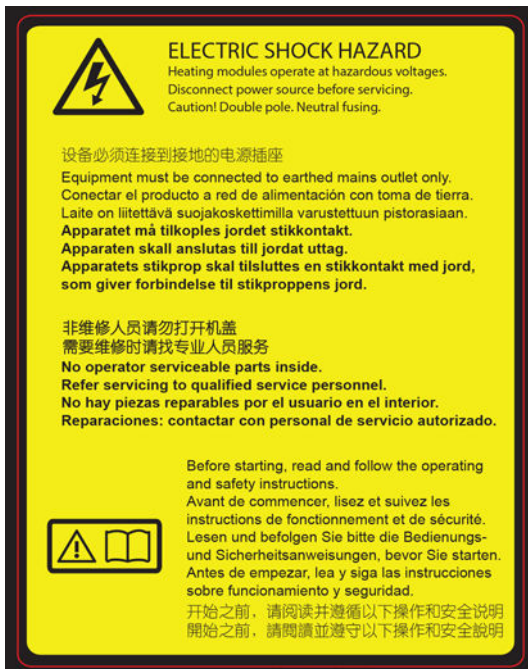 ELECTRIC SHOCK HAZARD
Heating modules operate at hazardous voltages.
Disconnect power source before servicing.
Caution! Double pole. Neutral fusing.
设备必须连接到接地的电源插座
Equipment must be connected to earthed mains outlet only.
Conectar el producto a red de alimentación con toma de tierra.
Laite on liitettävä suojakoskettimilla varustettuun pistorasiaan.
Apparatet må tilkoples jordet stikkontakt.
Apparaten skall anslutas till jordat uttag.
Apparatets stikprop skal tilsluttes en stikkontakt med jord,
som giver forbindelse til stikproppens jord.
非维修人员请勿打开机盖
需要维修时请找专业人员服务
No operator serviceable parts inside.
Refer servicing to qualified service personnel.
No hay piezas reparables por el usuario en el interior.
Reparaciones: contactar con personal de servicio autorizado.
Before starting, read and follow the operating
and safety instructions.
Avant de commencer, lisez et suivez les
instructions de fonctionnement et de sécurité.
Lesen und befolgen Sie bitte die Bedienungs-
und Sicherheitsanweisungen, bevor Sie starten.
Antes de empezar, lea y siga las instrucciones
sobre funcionamiento y seguridad.
开始之前，请阅读并遵循以下操作和安全说明
開始之前，請閱讀並遵守以下操作和安全說明